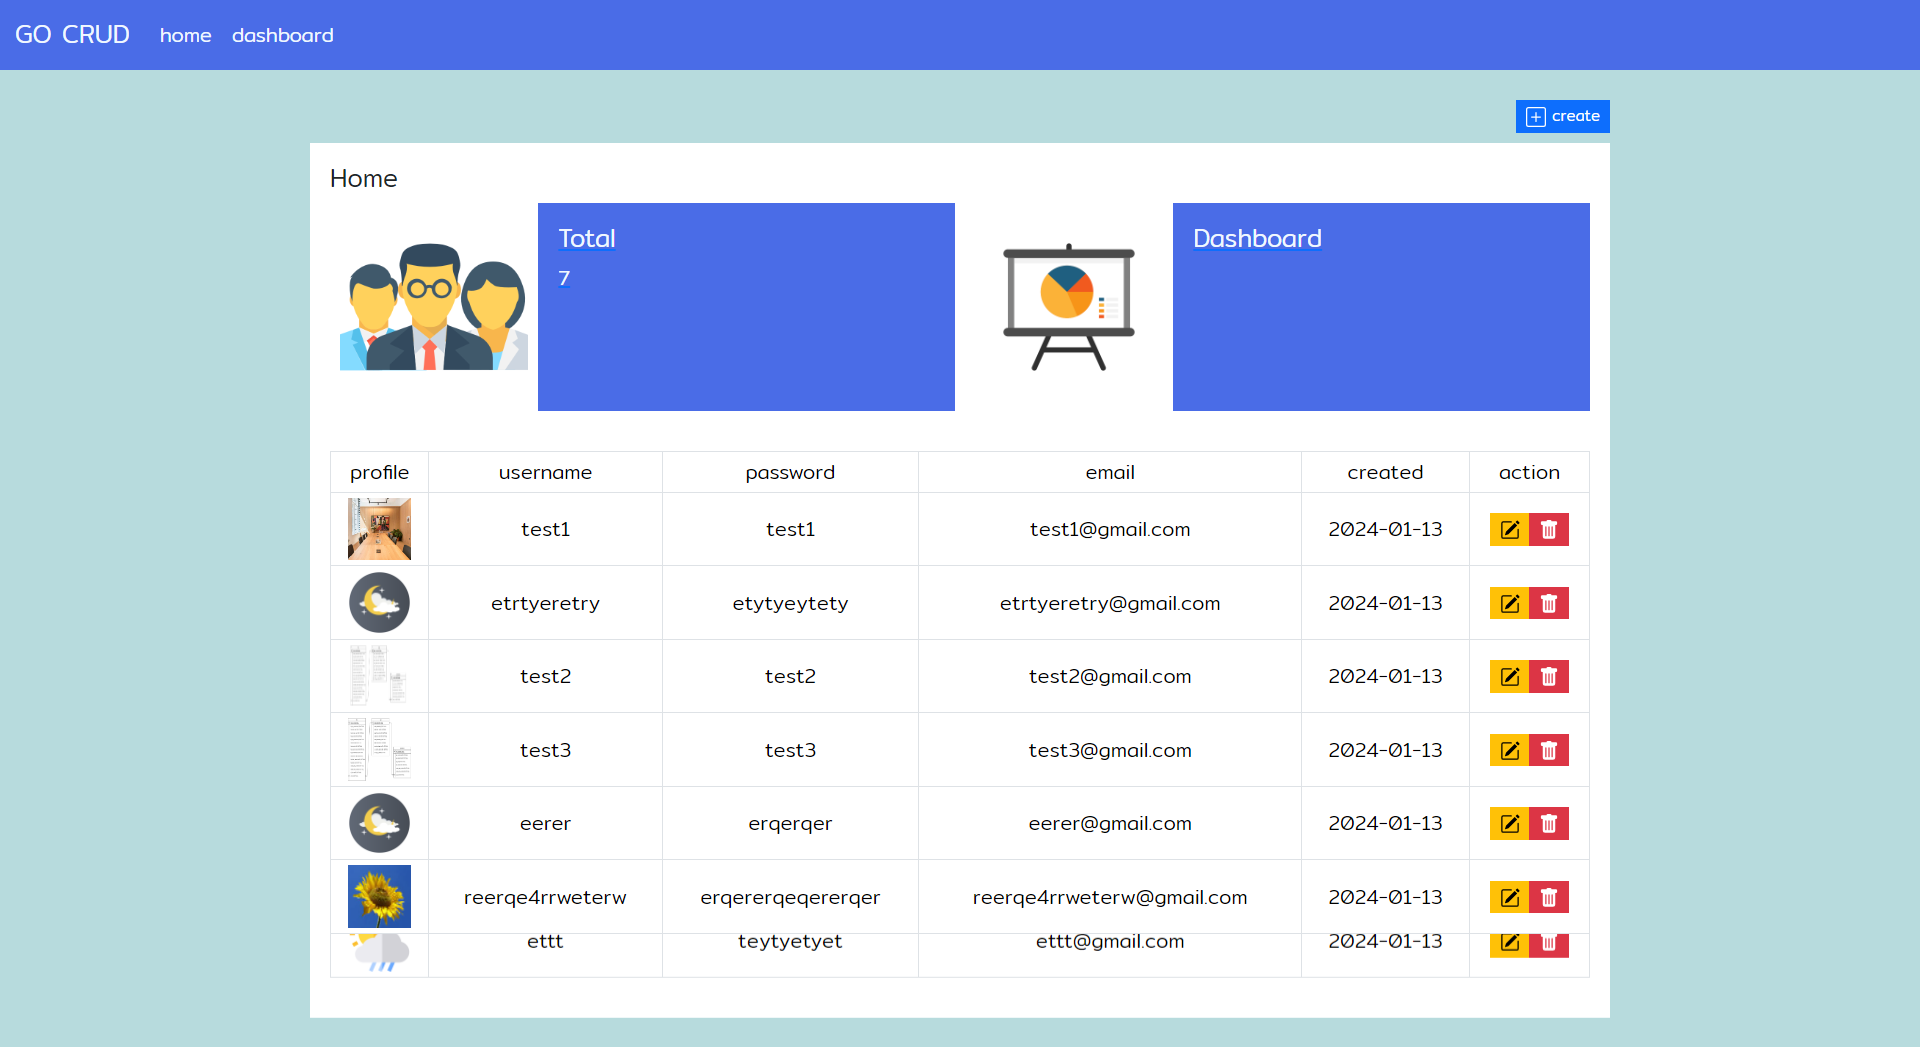 GO CRUD home dashboard
create
Home
Total
7
Dashboard
profile username password email created action
test1 test1 test1@gmail.com 2024-01-13
etrtyeretry etytyeytety etrtyeretry@gmail.com 2024-01-13
test2 test2 test2@gmail.com 2024-01-13
test3 test3 test3@gmail.com 2024-01-13
eerer erqerqer eerer@gmail.com 2024-01-13
reerqe4rrweterw erqererqeqererqer reerqe4rrweterw@gmail.com 2024-01-13
ettt teytyetyet ettt@gmail.com 2024-01-13